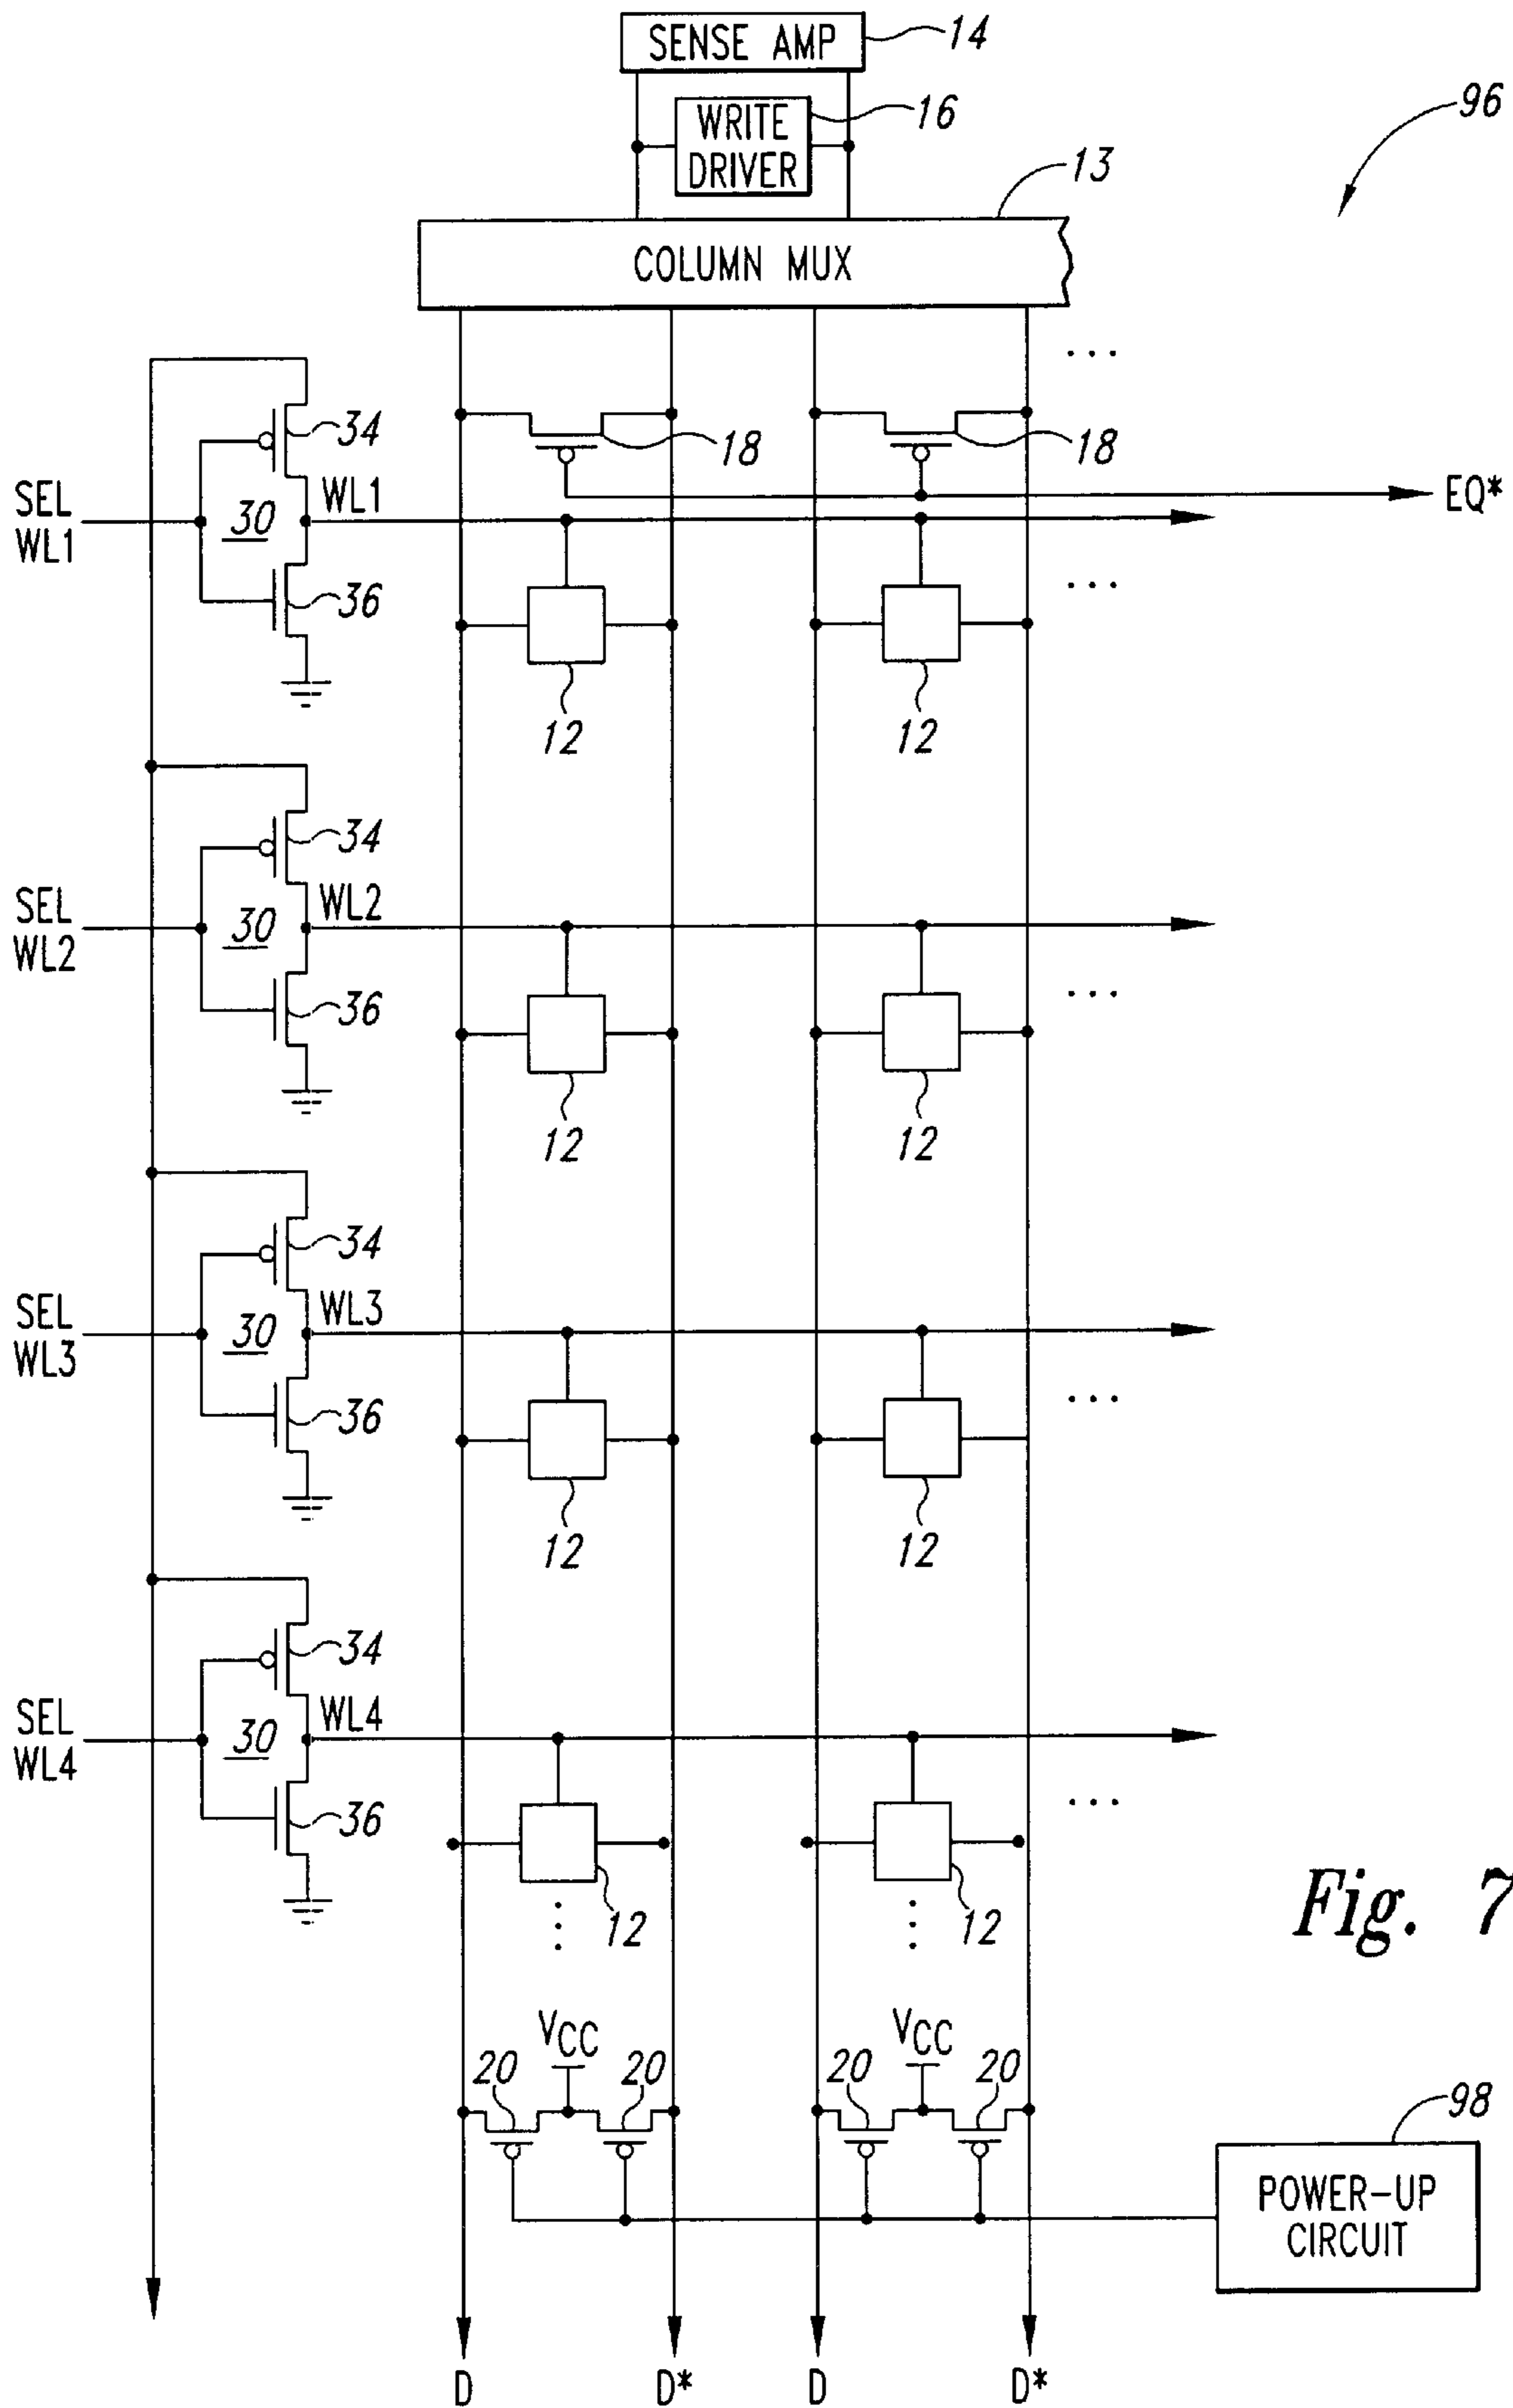 SENSE AMP
14
WRITE DRIVER
16
96
13
COLUMN MUX
...
34
18
18
SEL WL1
30
WL1
EQ*
36
...
12
12
34
SEL WL2
30
WL2
36
...
12
12
34
SEL WL3
30
WL3
36
...
12
12
34
SEL WL4
30
WL4
36
...
12
12
Fig. 7
VCC
VCC
20
20
20
20
98
POWER-UP CIRCUIT
D
D*
D
D*